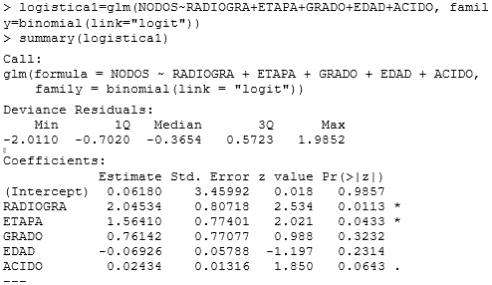 > logistica1=glm(NODOS~RADIOGRA+ETAPA+GRADO+EDAD+ACIDO, famil
y=binomial(link="logit"))
> summary(logistica1)
Call:
glm(formula = NODOS ~ RADIOGRA + ETAPA + GRADO + EDAD + ACIDO,
    family = binomial(link = "logit"))
Deviance Residuals:
    Min      1Q  Median      3Q     Max
-2.0110 -0.7020 -0.3654  0.5723  1.9852
Coefficients:
            Estimate Std. Error z value Pr(>|z|)
(Intercept)  0.06180    3.45992   0.018   0.9857
RADIOGRA     2.04534    0.80718   2.534   0.0113 *
ETAPA        1.56410    0.77401   2.021   0.0433 *
GRADO        0.76142    0.77077   0.988   0.3232
EDAD        -0.06926    0.05788  -1.197   0.2314
ACIDO        0.02434    0.01316   1.850   0.0643 .
---